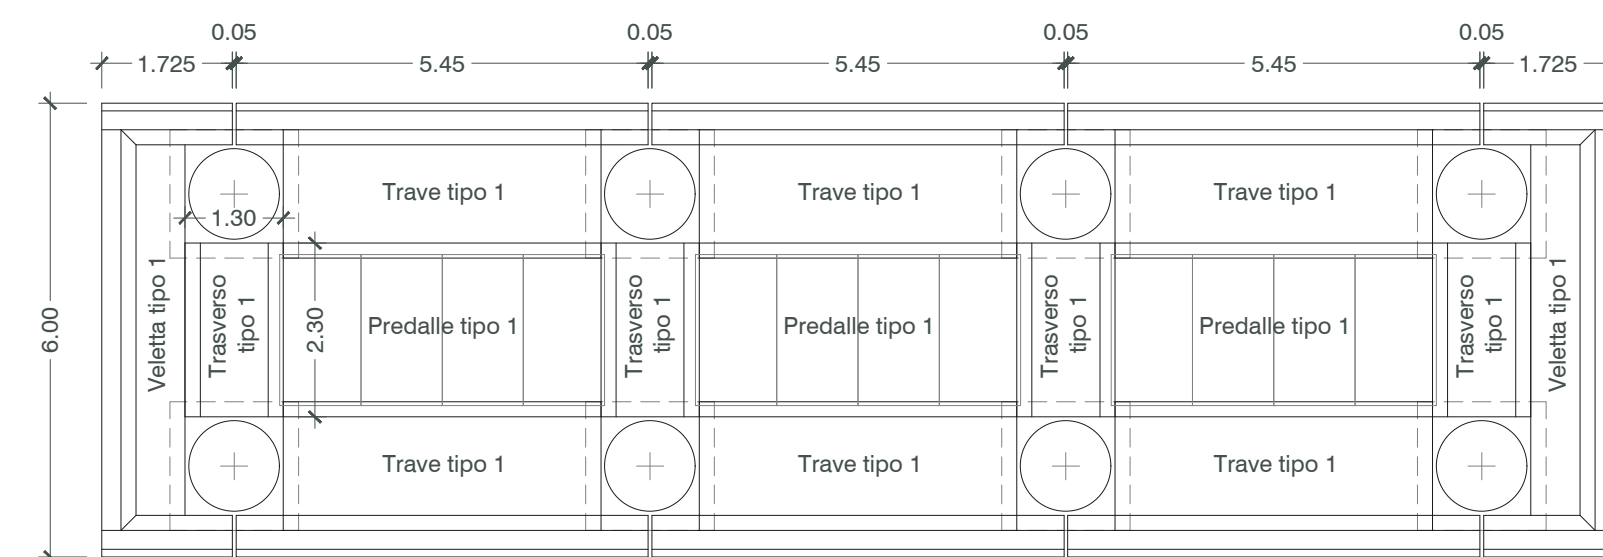 0.05 0.05 0.05 0.05
1.725 5.45 5.45 5.45 1.725
Trave tipo 1 Trave tipo 1 Trave tipo 1
1.30
6.00
Veletta tipo 1
Trasverso
tipo 1
2.30
Predalle tipo 1
Trasverso
tipo 1
Predalle tipo 1
Trasverso
tipo 1
Predalle tipo 1
Trasverso
tipo 1
Veletta tipo 1
Trave tipo 1 Trave tipo 1 Trave tipo 1